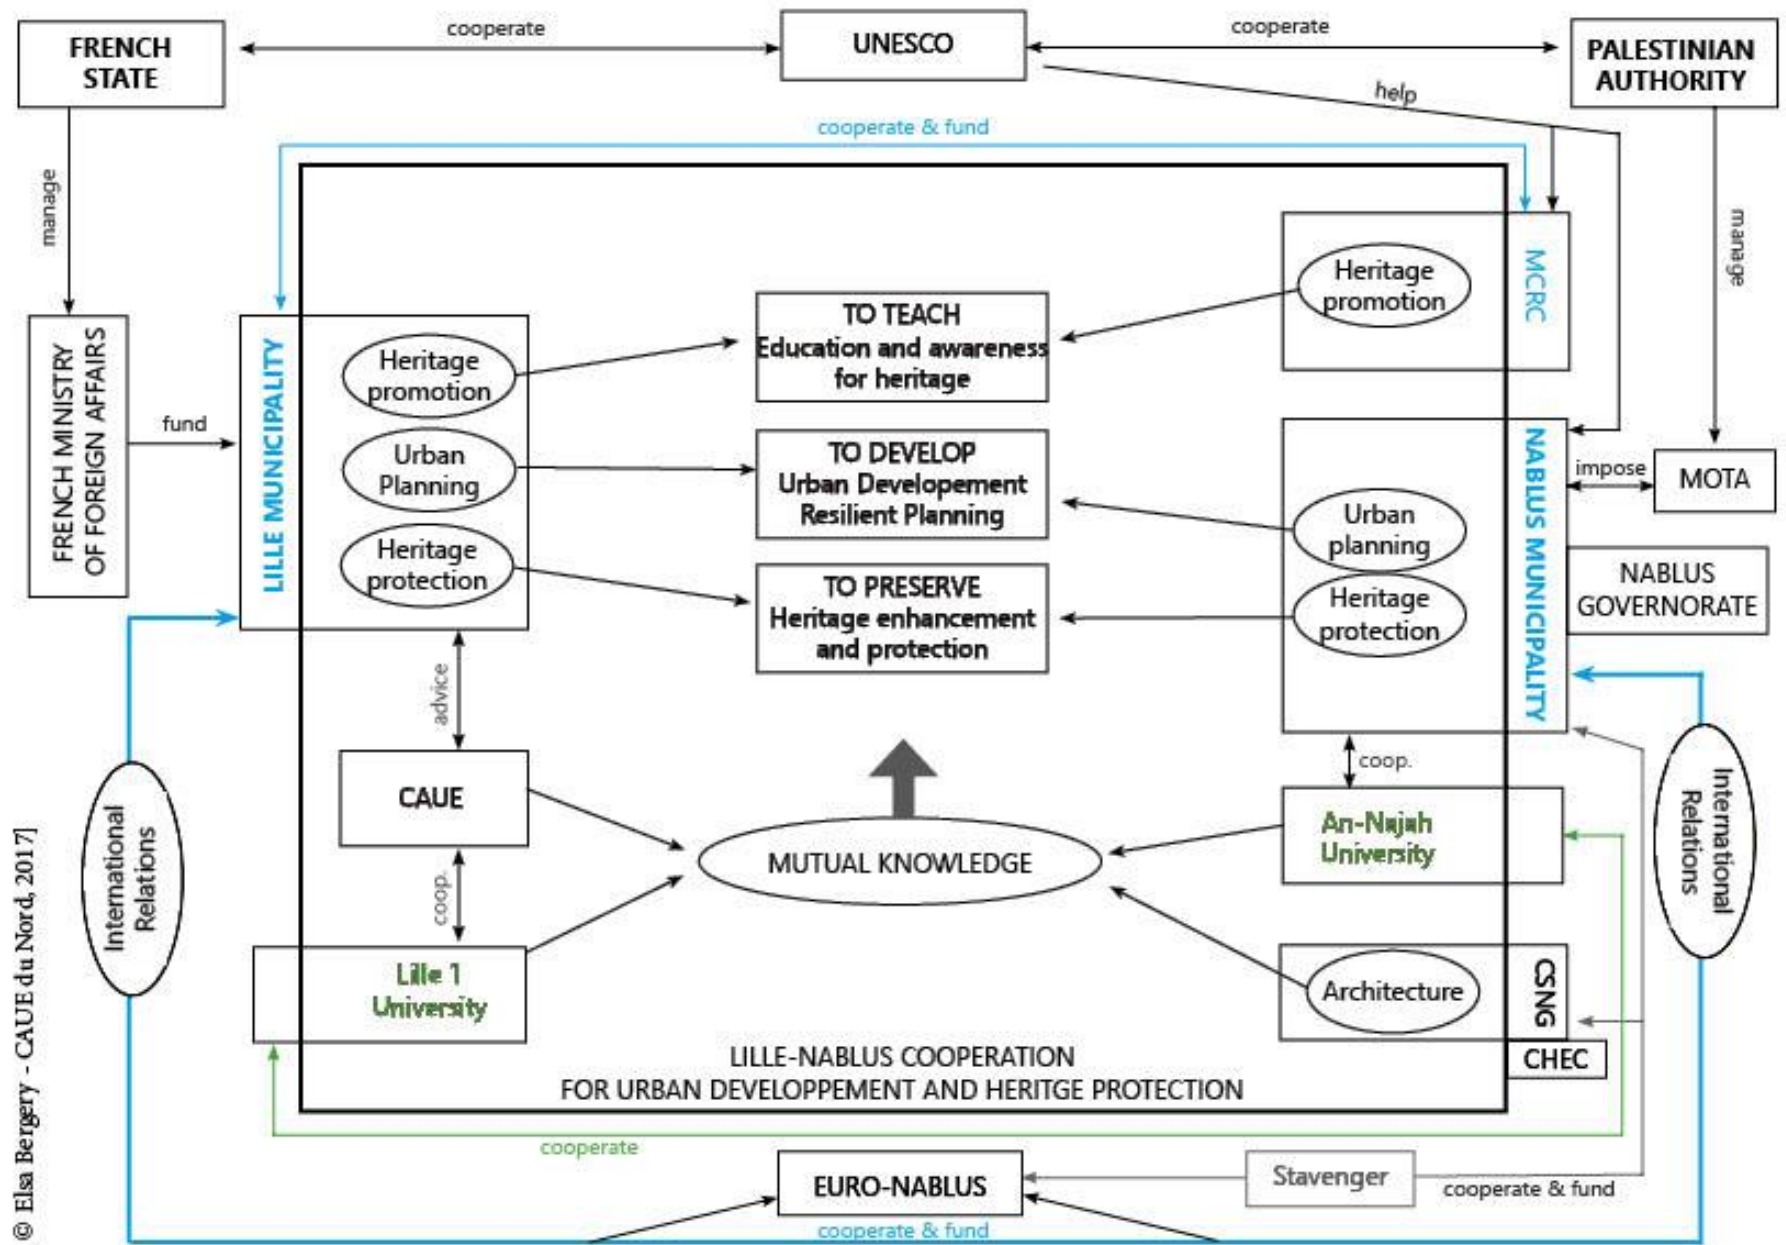 FRENCH
STATE
cooperate
UNESCO
cooperate
PALESTINIAN
AUTHORITY
help
cooperate & fund
manage
manage
MCRC
Heritage
promotion
TO TEACH
Education and awareness
for heritage
FRENCH MINISTRY
OF FOREIGN AFFAIRS
fund
LILLE MUNICIPALITY
Heritage
promotion
Urban
Planning
Heritage
protection
TO DEVELOP
Urban Developement
Resilient Planning
TO PRESERVE
Heritage enhancement
and protection
Urban
planning
Heritage
protection
NABLUS MUNICIPALITY
impose
MOTA
NABLUS
GOVERNORATE
advice
CAUE
coop.
MUTUAL KNOWLEDGE
coop.
An-Najah
University
International
Relations
International
Relations
Lille 1
University
Architecture
CSNG
CHEC
LILLE-NABLUS COOPERATION
FOR URBAN DEVELOPPEMENT AND HERITGE PROTECTION
cooperate
EURO-NABLUS
Stavenger
cooperate & fund
cooperate & fund
© Elsa Bergery - CAUE du Nord, 2017]